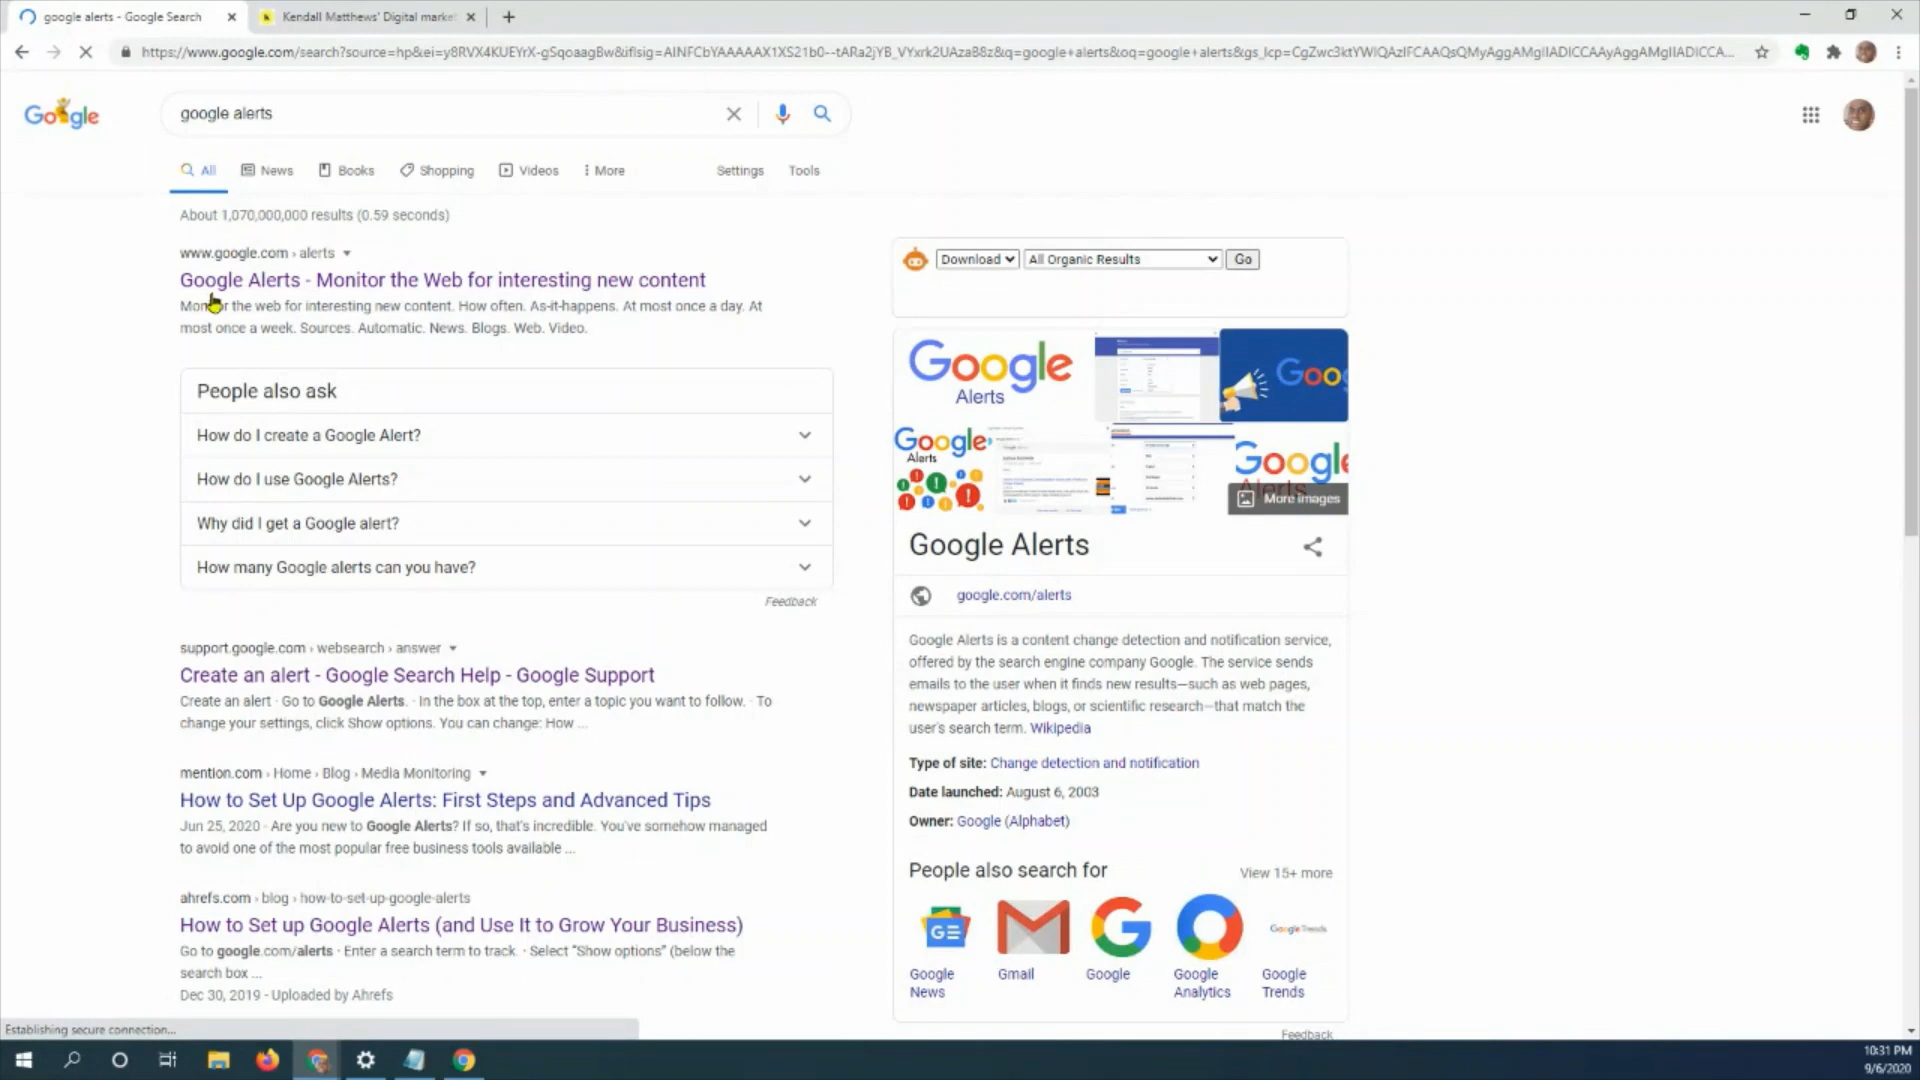 google alerts - Google Search
Kendall Matthews' Digital market
https://www.google.com/search?source=hp&ei=y8RVX4KUEYrX-gSqoaagBw&iflsig=AINFCbYAAAAAX1XS21b0--tARa2jYB_VYxrk2UAzaB8z&q=google+alerts&oq=google+alerts&gs_lcp=CgZwc3ktYWIQAzIFCAAQsQMyAggAMgIIADICCAAyAggAMgIIADICCA...
Google
google alerts
All
News
Books
Shopping
Videos
More
Settings
Tools
About 1,070,000,000 results (0.59 seconds)
www.google.com › alerts
Google Alerts - Monitor the Web for interesting new content
Monitor the web for interesting new content. How often. As-it-happens. At most once a day. At
most once a week. Sources. Automatic. News. Blogs. Web. Video.
People also ask
How do I create a Google Alert?
How do I use Google Alerts?
Why did I get a Google alert?
How many Google alerts can you have?
Feedback
support.google.com › websearch › answer
Create an alert - Google Search Help - Google Support
Create an alert · Go to Google Alerts. · In the box at the top, enter a topic you want to follow. · To
change your settings, click Show options. You can change: How ...
mention.com › Home › Blog › Media Monitoring
How to Set Up Google Alerts: First Steps and Advanced Tips
Jun 25, 2020 - Are you new to Google Alerts? If so, that's incredible. You've somehow managed
to avoid one of the most popular free business tools available ...
ahrefs.com › blog › how-to-set-up-google-alerts
How to Set up Google Alerts (and Use It to Grow Your Business)
Go to google.com/alerts · Enter a search term to track. · Select "Show options" (below the
search box ...
Dec 30, 2019 - Uploaded by Ahrefs
Download
All Organic Results
Go
Google
Alerts
Goo
Google
Alerts
Google
Alerts
More images
Google Alerts
google.com/alerts
Google Alerts is a content change detection and notification service,
offered by the search engine company Google. The service sends
emails to the user when it finds new results—such as web pages,
newspaper articles, blogs, or scientific research—that match the
user's search term. Wikipedia
Type of site: Change detection and notification
Date launched: August 6, 2003
Owner: Google (Alphabet)
People also search for
View 15+ more
GE
Google Trends
Google News
Gmail
Google
Google Analytics
Google Trends
Feedback
Establishing secure connection...
10:31 PM
9/6/2020